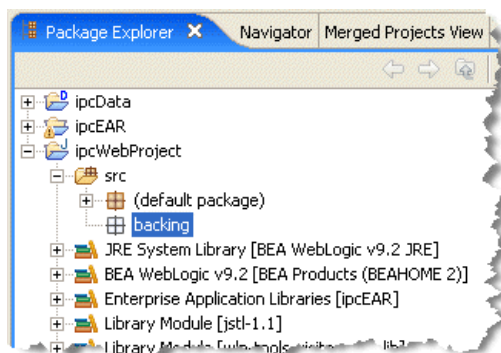 Package Explorer Navigator Merged Projects View
ipcData
ipcEAR
ipcWebProject
src
(default package)
backing
JRE System Library [BEA WebLogic v9.2 JRE]
BEA WebLogic v9.2 [BEA Products (BEAHOME 2)]
Enterprise Application Libraries [ipcEAR]
Library Module [jstl-1.1]
Library Module